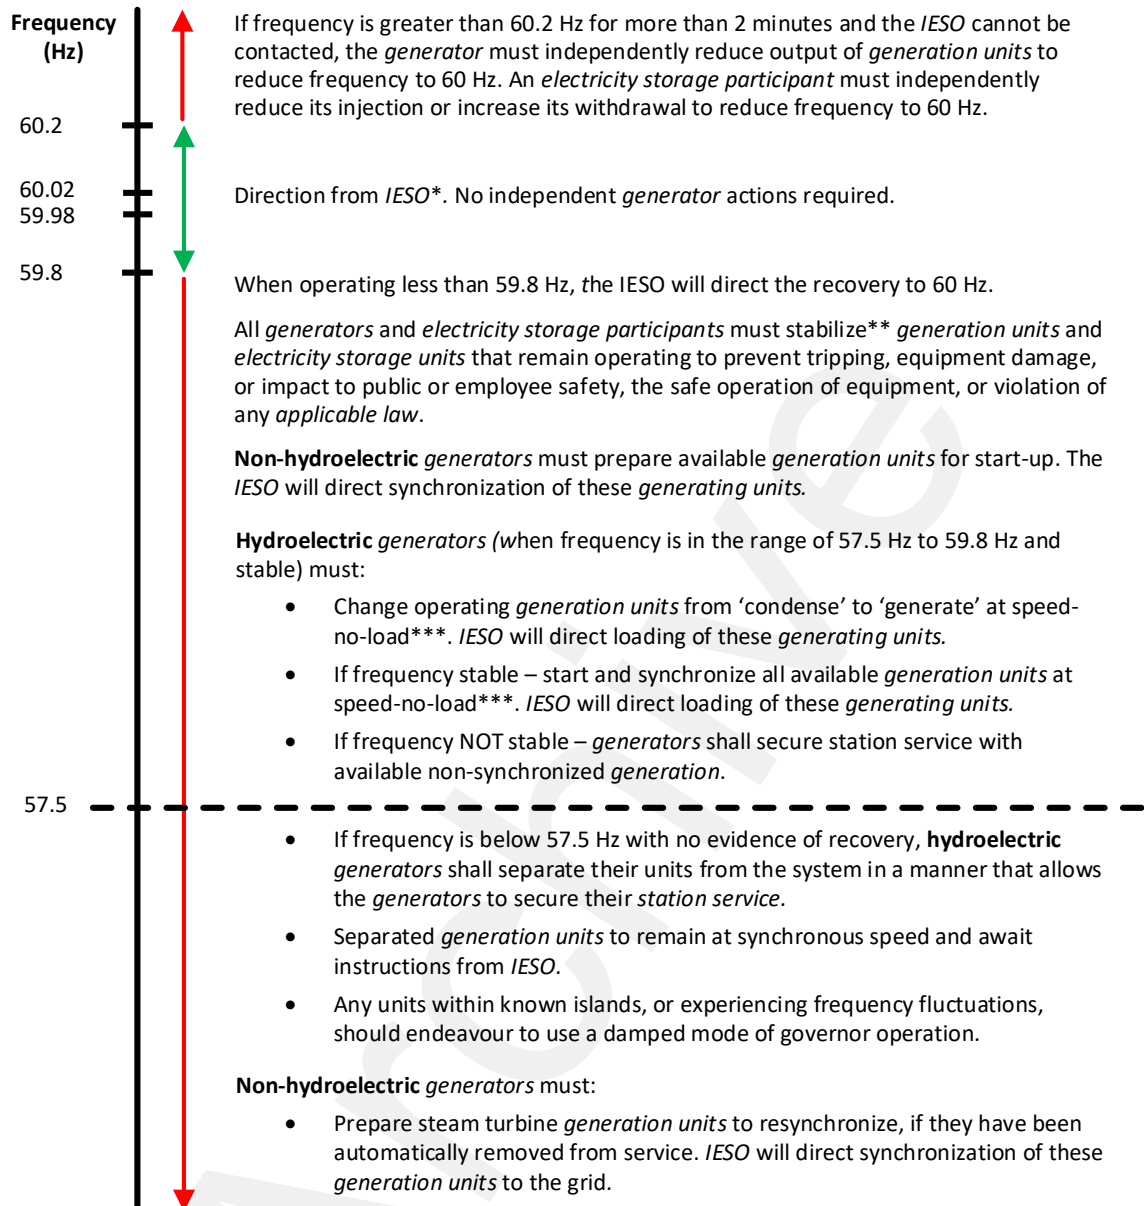 Frequency
(Hz)
If frequency is greater than 60.2 Hz for more than 2 minutes and the IESO cannot be
contacted, the generator must independently reduce output of generation units to
reduce frequency to 60 Hz. An electricity storage participant must independently
reduce its injection or increase its withdrawal to reduce frequency to 60 Hz.
60.2
60.02
Direction from IESO*. No independent generator actions required.
59.98
59.8
When operating less than 59.8 Hz, the IESO will direct the recovery to 60 Hz.
All generators and electricity storage participants must stabilize** generation units and
electricity storage units that remain operating to prevent tripping, equipment damage,
or impact to public or employee safety, the safe operation of equipment, or violation of
any applicable law.
Non-hydroelectric generators must prepare available generation units for start-up. The
IESO will direct synchronization of these generating units.
Hydroelectric generators (when frequency is in the range of 57.5 Hz to 59.8 Hz and
stable) must:
• Change operating generation units from ‘condense’ to ‘generate’ at speed-
no-load***. IESO will direct loading of these generating units.
• If frequency stable – start and synchronize all available generation units at
speed-no-load***. IESO will direct loading of these generating units.
• If frequency NOT stable – generators shall secure station service with
available non-synchronized generation.
57.5
• If frequency is below 57.5 Hz with no evidence of recovery, hydroelectric
generators shall separate their units from the system in a manner that allows
the generators to secure their station service.
• Separated generation units to remain at synchronous speed and await
instructions from IESO.
• Any units within known islands, or experiencing frequency fluctuations,
should endeavour to use a damped mode of governor operation.
Non-hydroelectric generators must:
• Prepare steam turbine generation units to resynchronize, if they have been
automatically removed from service. IESO will direct synchronization of these
generation units to the grid.
Archive